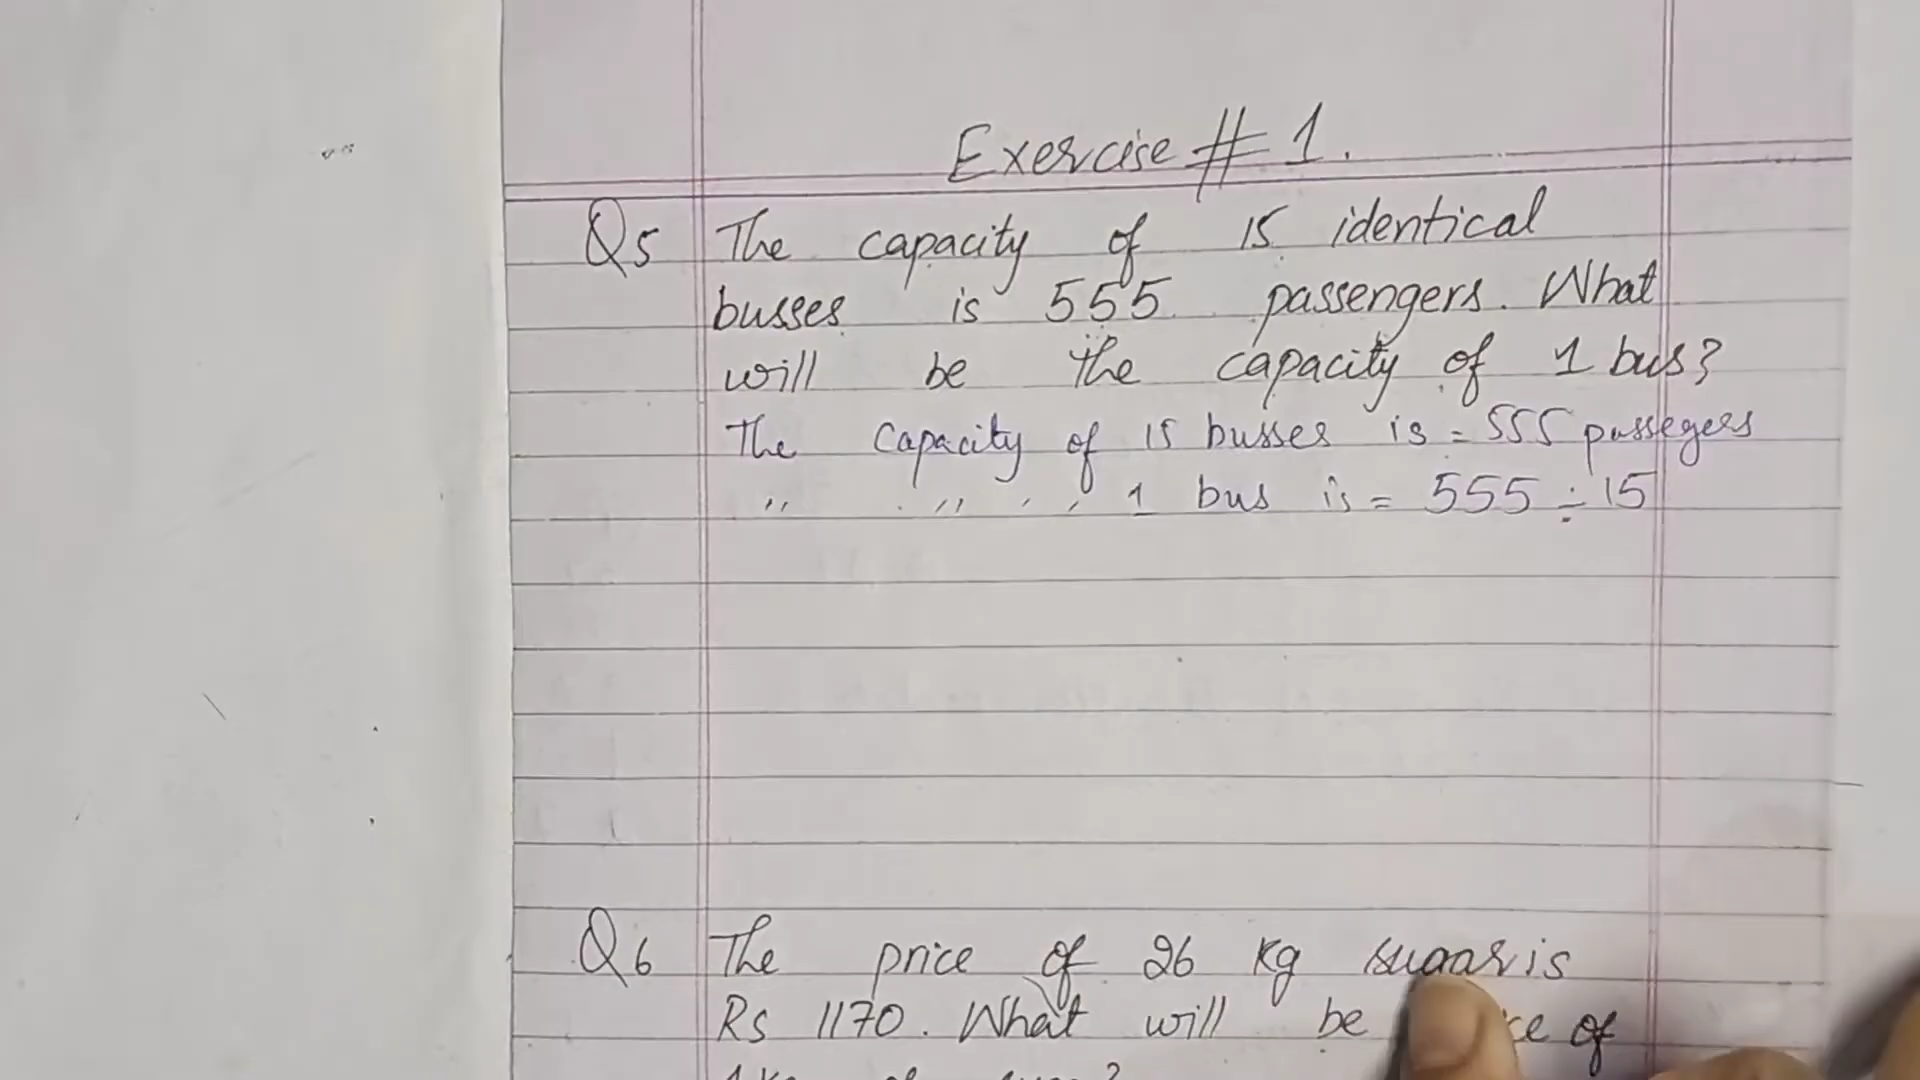 Exercise # 1.
Q5 The capacity of 15 identical
busses is 555 passengers. What
will be the capacity of 1 bus?
The Capacity of 15 busses is = 555 passegers
" " " " 1 bus is = 555 ÷ 15
Q6 The price of 26 kg sugar is
Rs 1170. What will be of